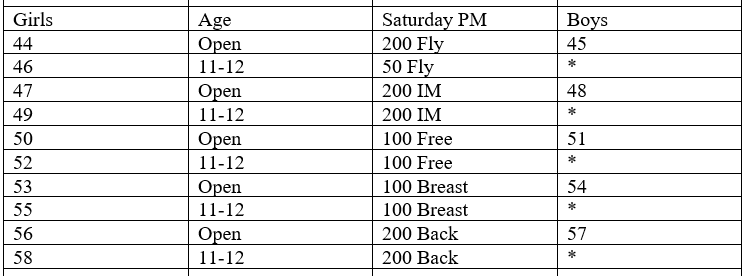 Girls Age Saturday PM Boys
44 Open 200 Fly 45
46 11-12 50 Fly *
47 Open 200 IM 48
49 11-12 200 IM *
50 Open 100 Free 51
52 11-12 100 Free *
53 Open 100 Breast 54
55 11-12 100 Breast *
56 Open 200 Back 57
58 11-12 200 Back *